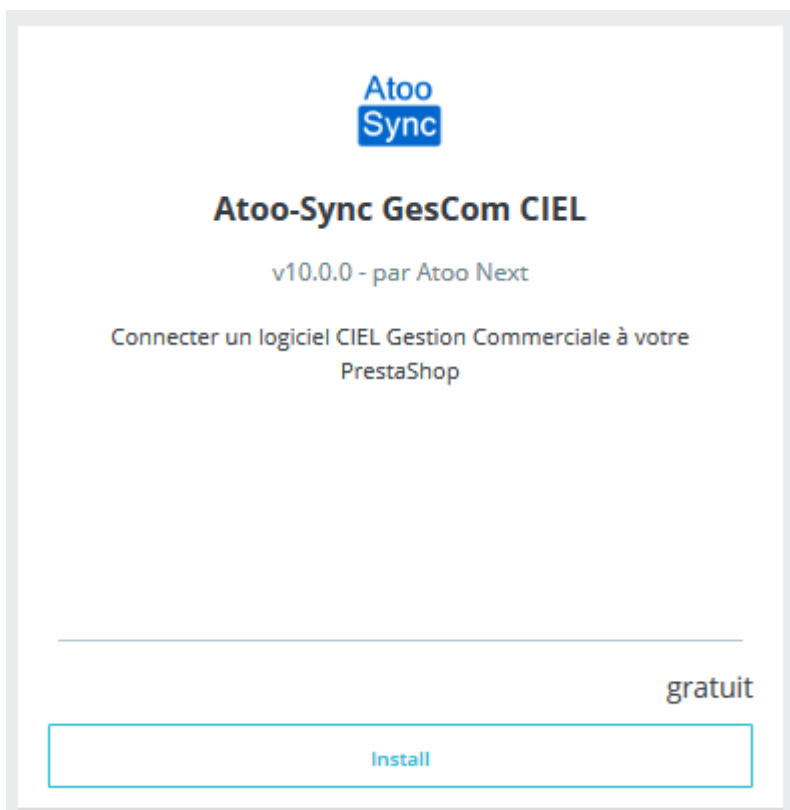 Atoo
Sync
Atoo-Sync GesCom CIEL
v10.0.0 - par Atoo Next
Connecter un logiciel CIEL Gestion Commerciale à votre
PrestaShop
gratuit
Install